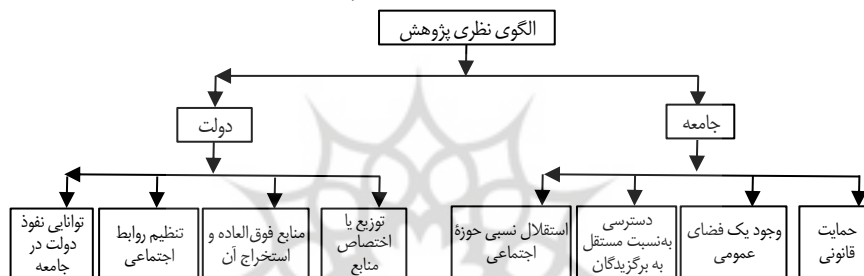 الگوی نظری پژوهش
جامعه
دولت
حمایت
قانونی
وجود یک فضای
عمومی
دسترسی
به‌نسبت مستقل
به برگزیدگان
استقلال نسبی حوزۀ
اجتماعی
توزیع یا
اختصاص
منابع
منابع فوق‌العاده و
استخراج آن
تنظیم روابط
اجتماعی
توانایی نفوذ
دولت در
جامعه